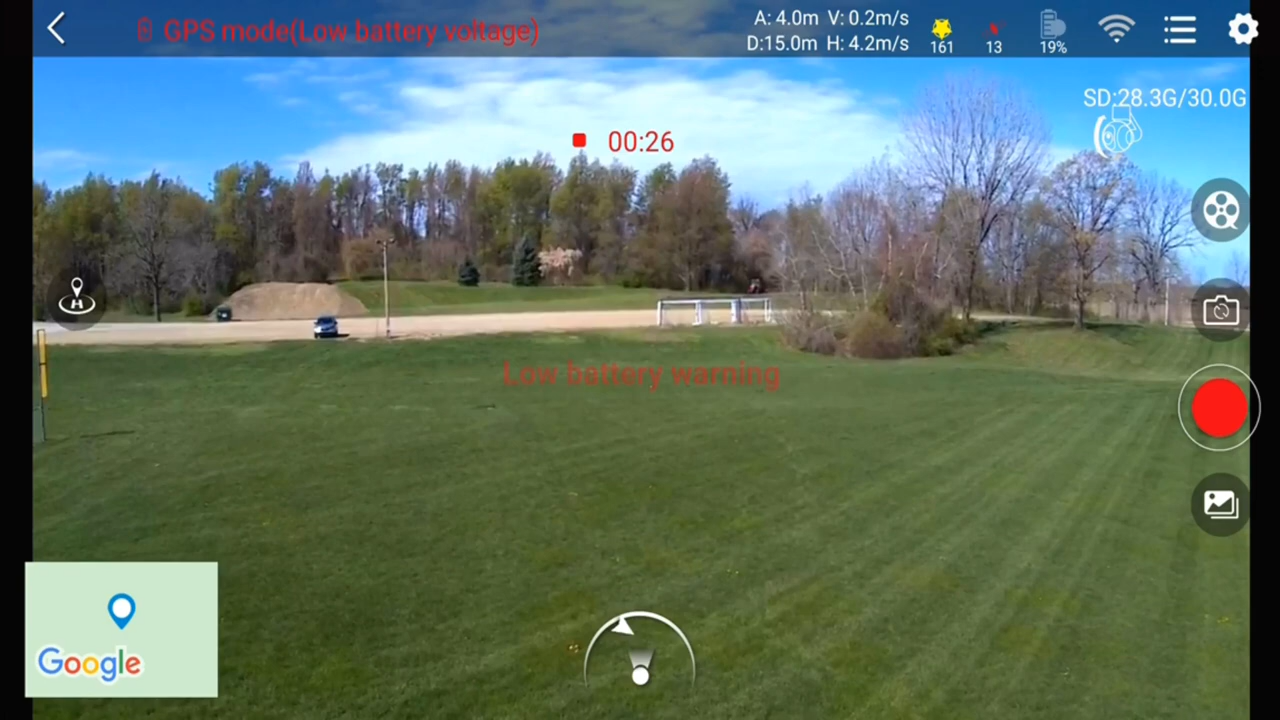 GPS mode(Low battery voltage)
A: 4.0m V: 0.2m/s
D:15.0m H: 4.2m/s
161
13
19%
SD:28.3G/30.0G
00:26
H
Low battery warning
Google